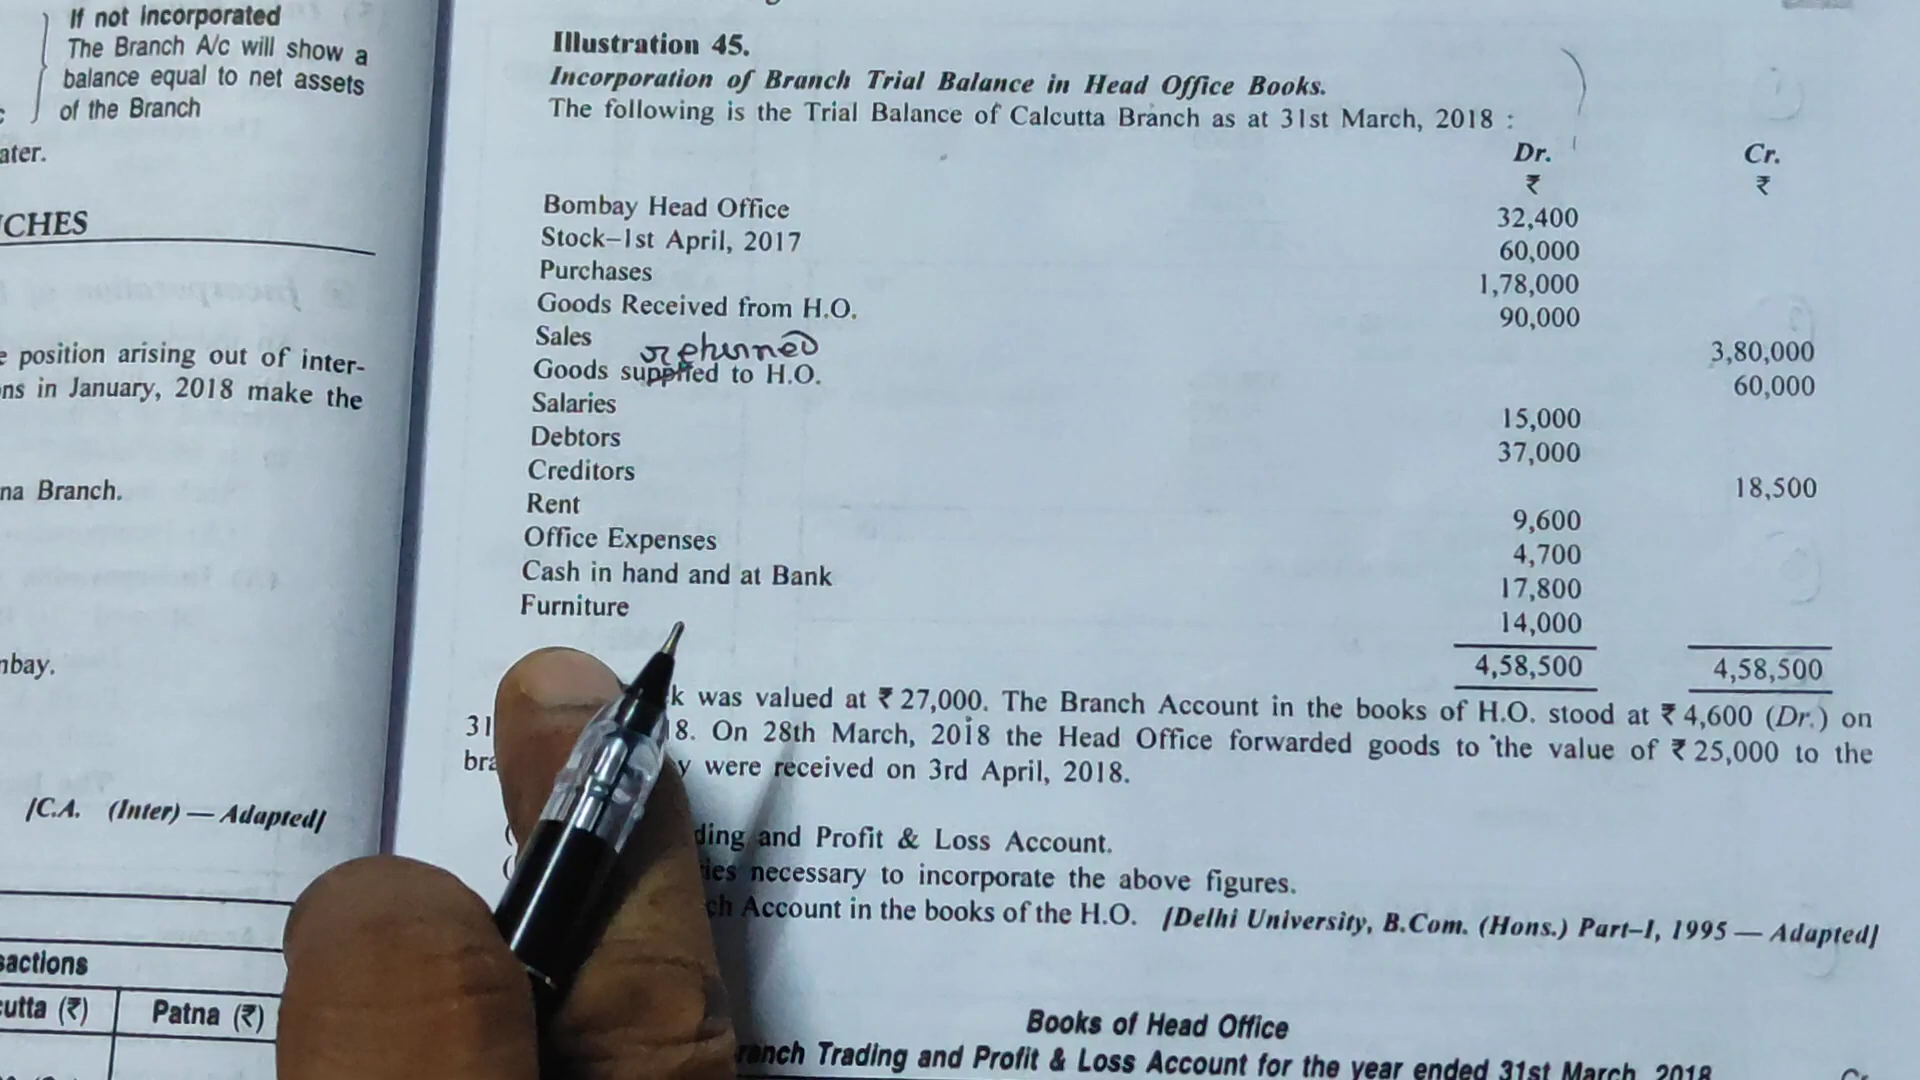 If not incorporated
The Branch A/c will show a
balance equal to net assets
of the Branch
ater.
CHES
e position arising out of inter-
ns in January, 2018 make the
na Branch.
nbay.
[C.A. (Inter) — Adapted]
sactions
cutta (₹) Patna (₹)
Illustration 45.
Incorporation of Branch Trial Balance in Head Office Books.
The following is the Trial Balance of Calcutta Branch as at 31st March, 2018 :
Dr. Cr.
₹ ₹
Bombay Head Office 32,400
Stock–1st April, 2017 60,000
Purchases 1,78,000
Goods Received from H.O. 90,000
Sales 3,80,000
returned
Goods supplied to H.O. 60,000
Salaries 15,000
Debtors 37,000
Creditors 18,500
Rent 9,600
Office Expenses 4,700
Cash in hand and at Bank 17,800
Furniture 14,000
4,58,500 4,58,500
k was valued at ₹ 27,000. The Branch Account in the books of H.O. stood at ₹ 4,600 (Dr.) on
31 8. On 28th March, 2018 the Head Office forwarded goods to the value of ₹ 25,000 to the
bra y were received on 3rd April, 2018.
ding and Profit & Loss Account.
ies necessary to incorporate the above figures.
ch Account in the books of the H.O. [Delhi University, B.Com. (Hons.) Part–I, 1995 — Adapted]
Books of Head Office
ranch Trading and Profit & Loss Account for the year ended 31st March, 2018
Cr.